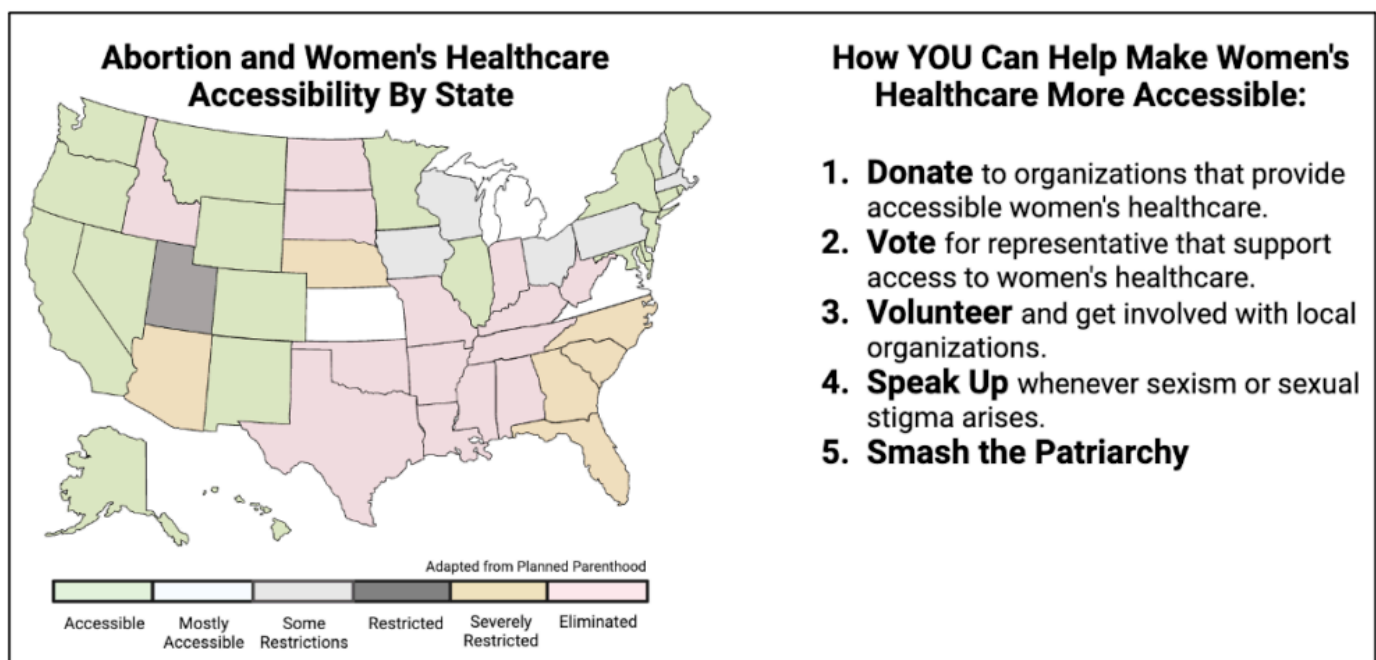 Abortion and Women's Healthcare
Accessibility By State
Adapted from Planned Parenthood
Accessible
Mostly
Accessible
Some
Restrictions
Restricted
Severely
Restricted
Eliminated
How YOU Can Help Make Women's
Healthcare More Accessible:
1. Donate to organizations that provide
accessible women's healthcare.
2. Vote for representative that support
access to women's healthcare.
3. Volunteer and get involved with local
organizations.
4. Speak Up whenever sexism or sexual
stigma arises.
5. Smash the Patriarchy